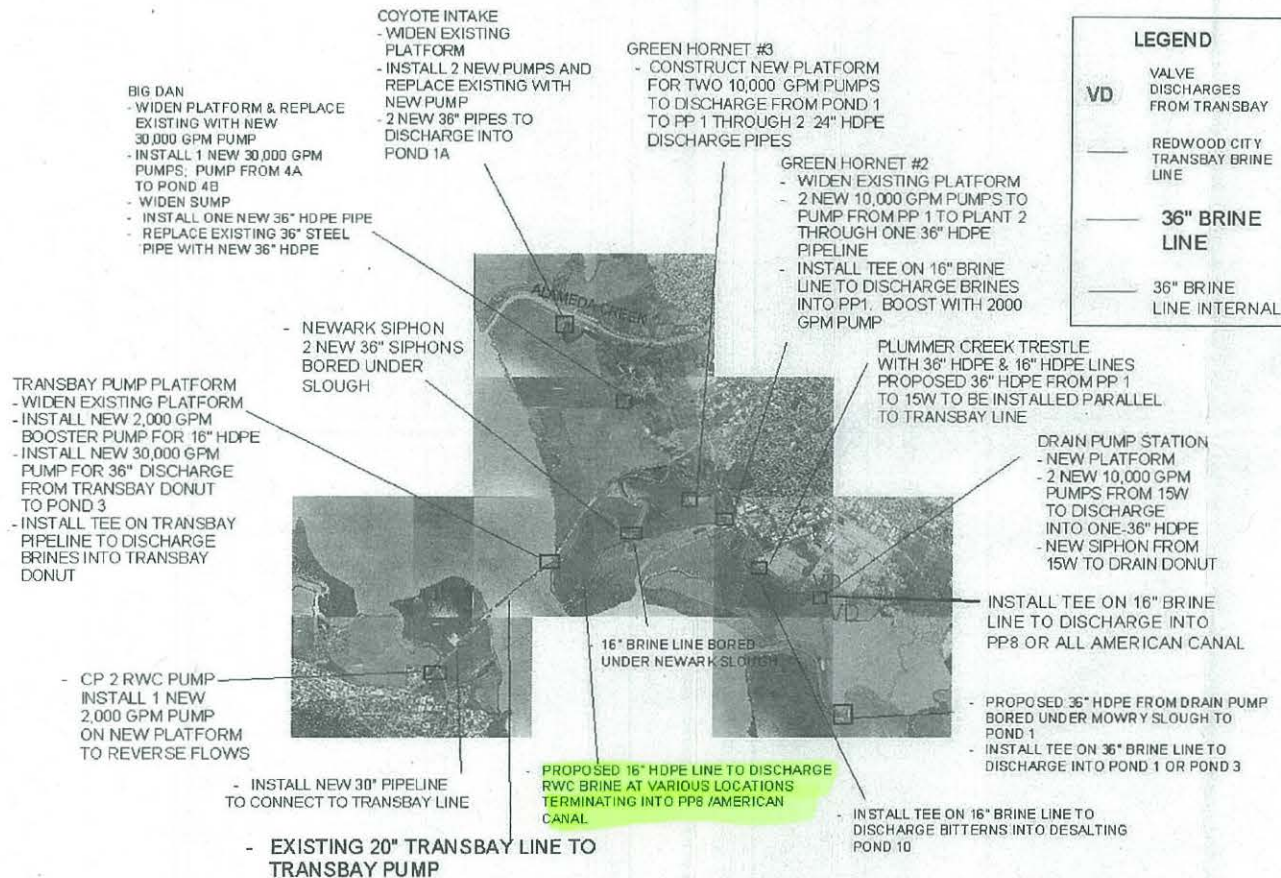 COYOTE INTAKE
- WIDEN EXISTING
PLATFORM
- INSTALL 2 NEW PUMPS AND
REPLACE EXISTING WITH
NEW PUMP
- 2 NEW 36" PIPES TO
DISCHARGE INTO
POND 1A
BIG DAN
- WIDEN PLATFORM & REPLACE
EXISTING WITH NEW
30,000 GPM PUMP
- INSTALL 1 NEW 30,000 GPM
PUMPS; PUMP FROM 4A
TO POND 4B
- WIDEN SUMP
- INSTALL ONE NEW 36" HDPE PIPE
- REPLACE EXISTING 36" STEEL
PIPE WITH NEW 36" HDPE
GREEN HORNET #3
- CONSTRUCT NEW PLATFORM
FOR TWO 10,000 GPM PUMPS
TO DISCHARGE FROM POND 1
TO PP 1 THROUGH 2 24" HDPE
DISCHARGE PIPES
GREEN HORNET #2
- WIDEN EXISTING PLATFORM
- 2 NEW 10,000 GPM PUMPS TO
PUMP FROM PP 1 TO PLANT 2
THROUGH ONE 36" HDPE
PIPELINE
- INSTALL TEE ON 16" BRINE
LINE TO DISCHARGE BRINES
INTO PP1. BOOST WITH 2000
GPM PUMP
LEGEND
VD VALVE
DISCHARGES
FROM TRANSBAY
REDWOOD CITY
TRANSBAY BRINE
LINE
36" BRINE
LINE
36" BRINE
LINE INTERNAL
ALAMEDA CREEK
- NEWARK SIPHON
2 NEW 36" SIPHONS
BORED UNDER
SLOUGH
PLUMMER CREEK TRESTLE
WITH 36" HDPE & 16" HDPE LINES
PROPOSED 36" HDPE FROM PP 1
TO 15W TO BE INSTALLED PARALLEL
TO TRANSBAY LINE
TRANSBAY PUMP PLATFORM
- WIDEN EXISTING PLATFORM
- INSTALL NEW 2,000 GPM
BOOSTER PUMP FOR 16" HDPE
- INSTALL NEW 30,000 GPM
PUMP FOR 36" DISCHARGE
FROM TRANSBAY DONUT
TO POND 3
- INSTALL TEE ON TRANSBAY
PIPELINE TO DISCHARGE
BRINES INTO TRANSBAY
DONUT
DRAIN PUMP STATION
- NEW PLATFORM
- 2 NEW 10,000 GPM
PUMPS FROM 15W
TO DISCHARGE
INTO ONE-36" HDPE
- NEW SIPHON FROM
15W TO DRAIN DONUT
VD
INSTALL TEE ON 16" BRINE
LINE TO DISCHARGE INTO
PP8 OR ALL AMERICAN CANAL
- 16" BRINE LINE BORED
UNDER NEWARK SLOUGH
- CP 2 RWC PUMP
INSTALL 1 NEW
2,000 GPM PUMP
ON NEW PLATFORM
TO REVERSE FLOWS
- PROPOSED 36" HDPE FROM DRAIN PUMP
BORED UNDER MOWRY SLOUGH TO
POND 1
- INSTALL TEE ON 36" BRINE LINE TO
DISCHARGE INTO POND 1 OR POND 3
- INSTALL NEW 30" PIPELINE
TO CONNECT TO TRANSBAY LINE
- PROPOSED 16" HDPE LINE TO DISCHARGE
RWC BRINE AT VARIOUS LOCATIONS
TERMINATING INTO PP8 /AMERICAN
CANAL
- INSTALL TEE ON 16" BRINE LINE TO
DISCHARGE BITTERNS INTO DESALTING
POND 10
- EXISTING 20" TRANSBAY LINE TO
TRANSBAY PUMP